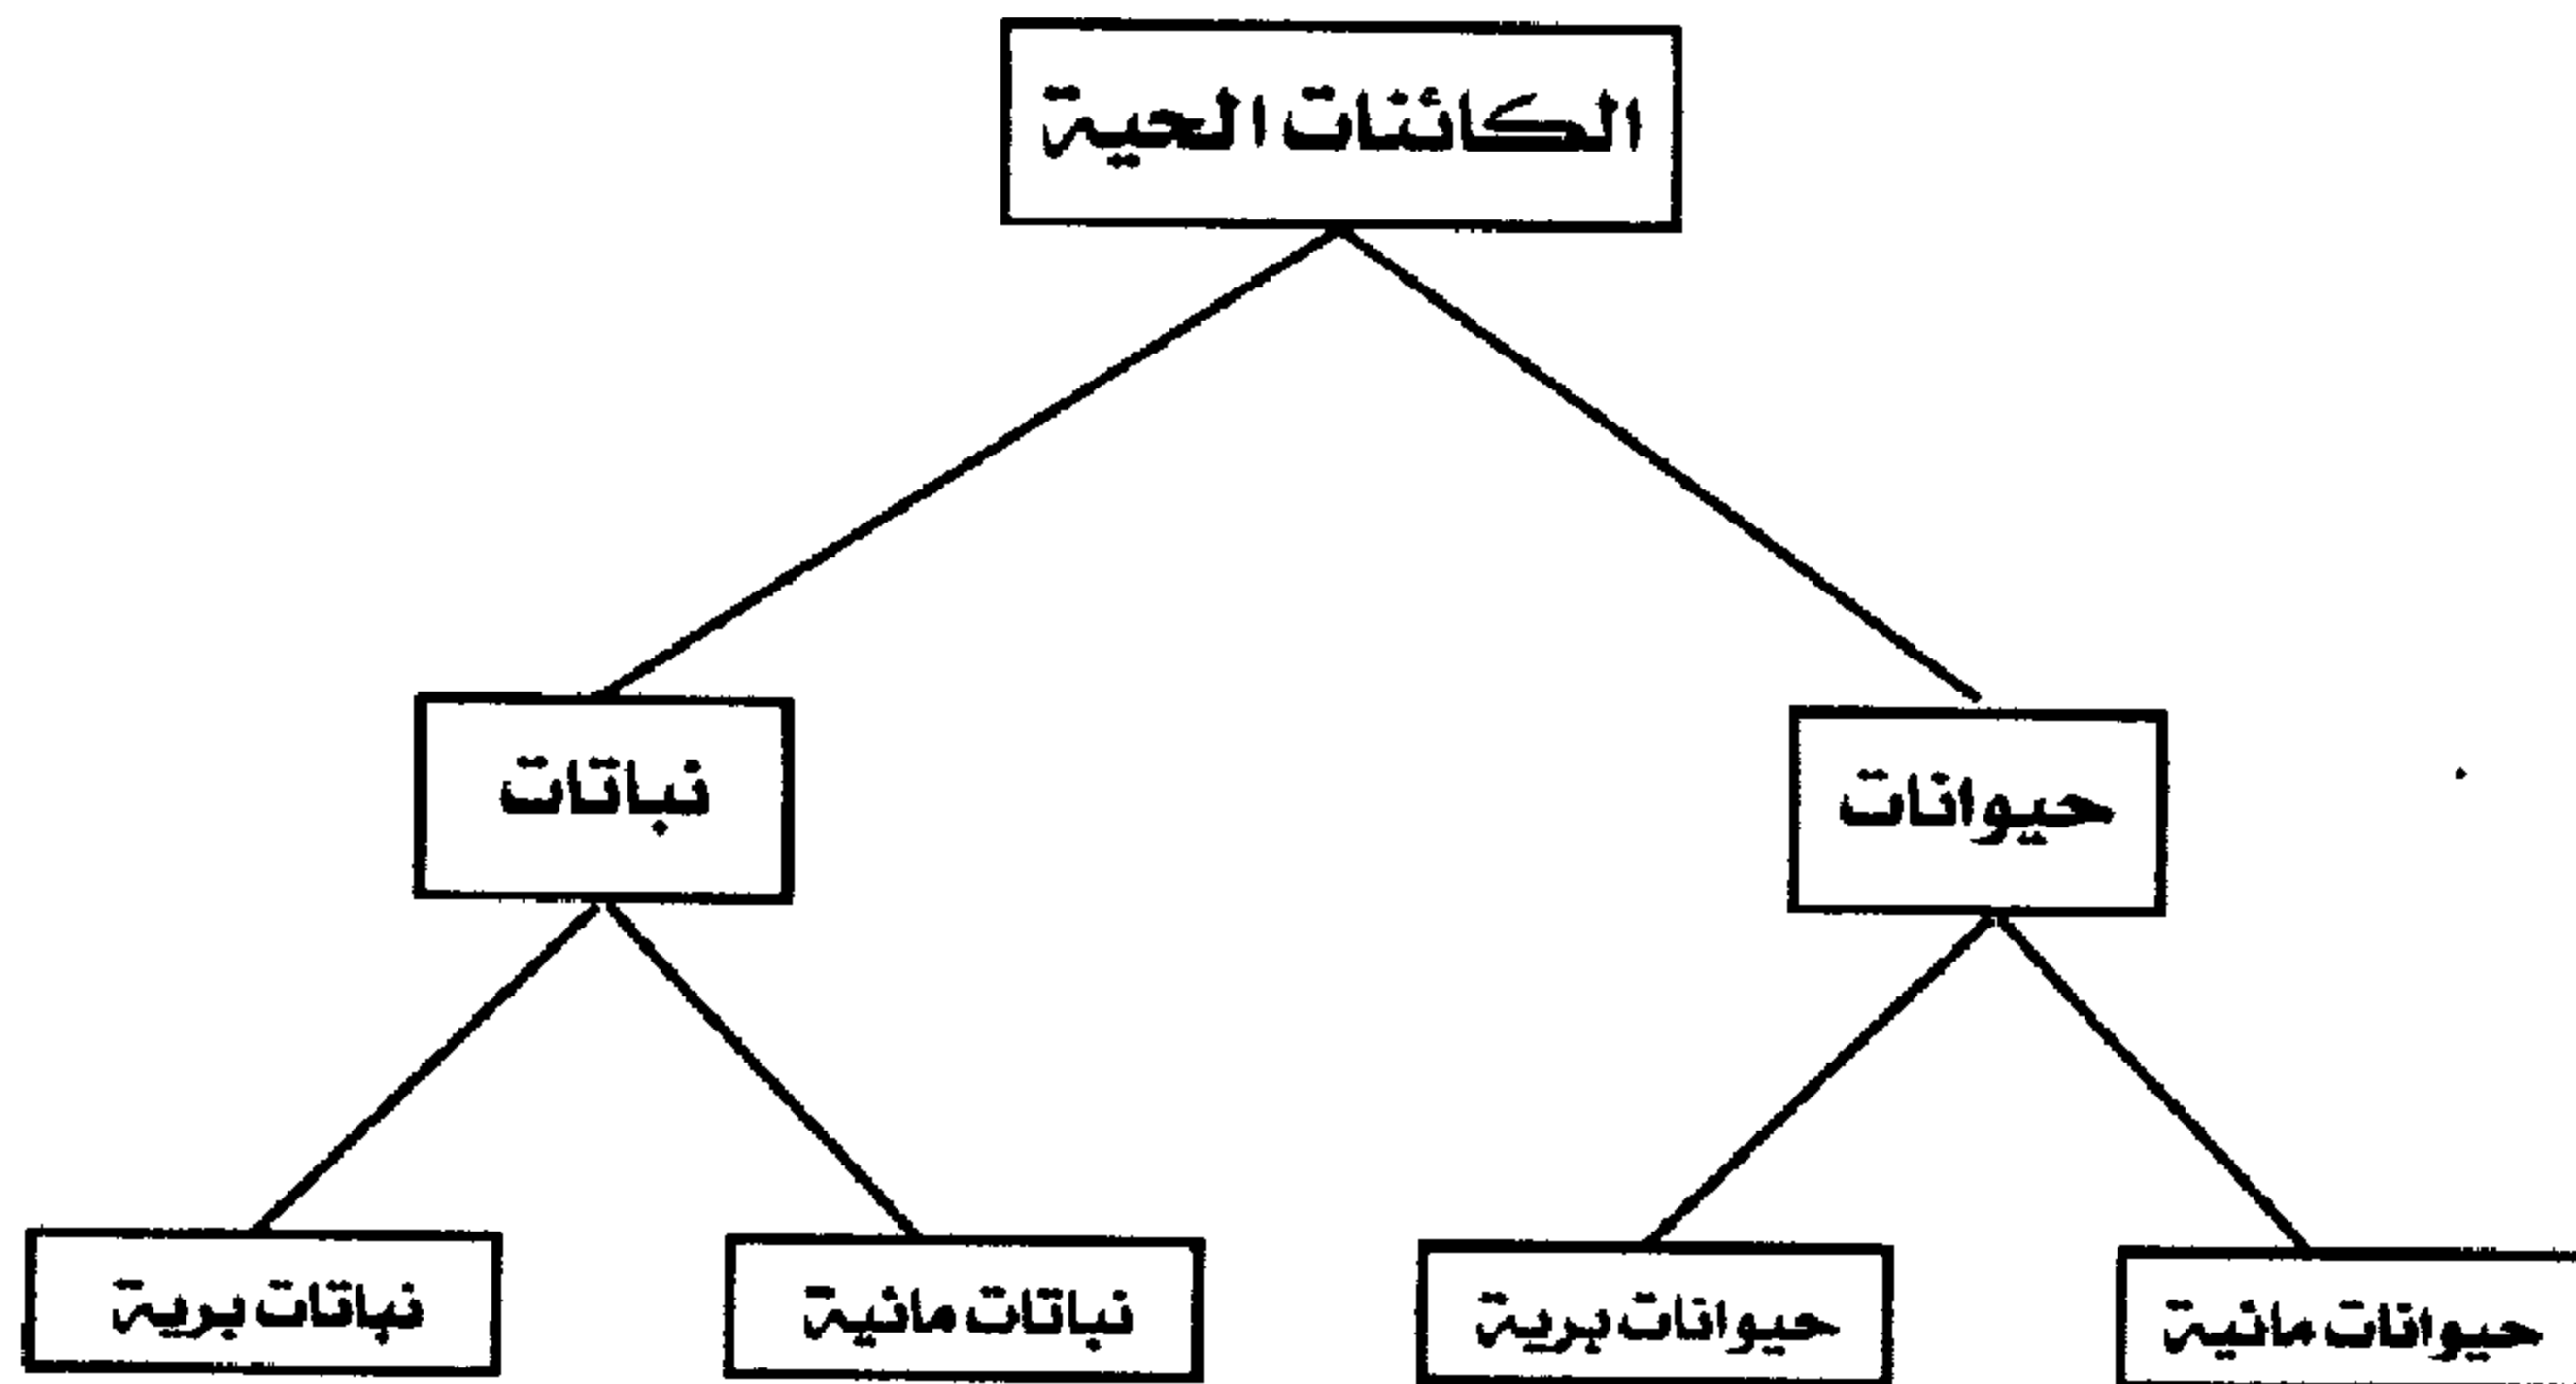 الكائنات الحية
حيوانات
نباتات
حيوانات مائية
حيوانات برية
نباتات مائية
نباتات برية